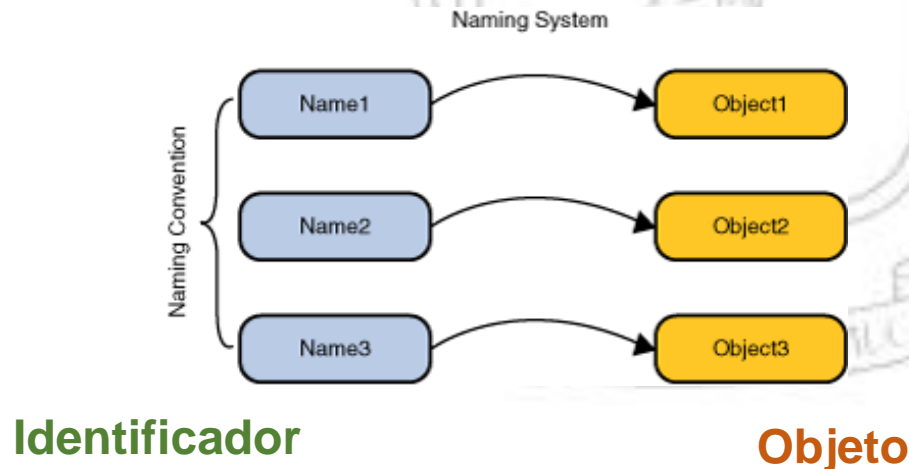 Naming System
Naming Convention
Name1
Object1
Name2
Object2
Name3
Object3
Identificador
Objeto